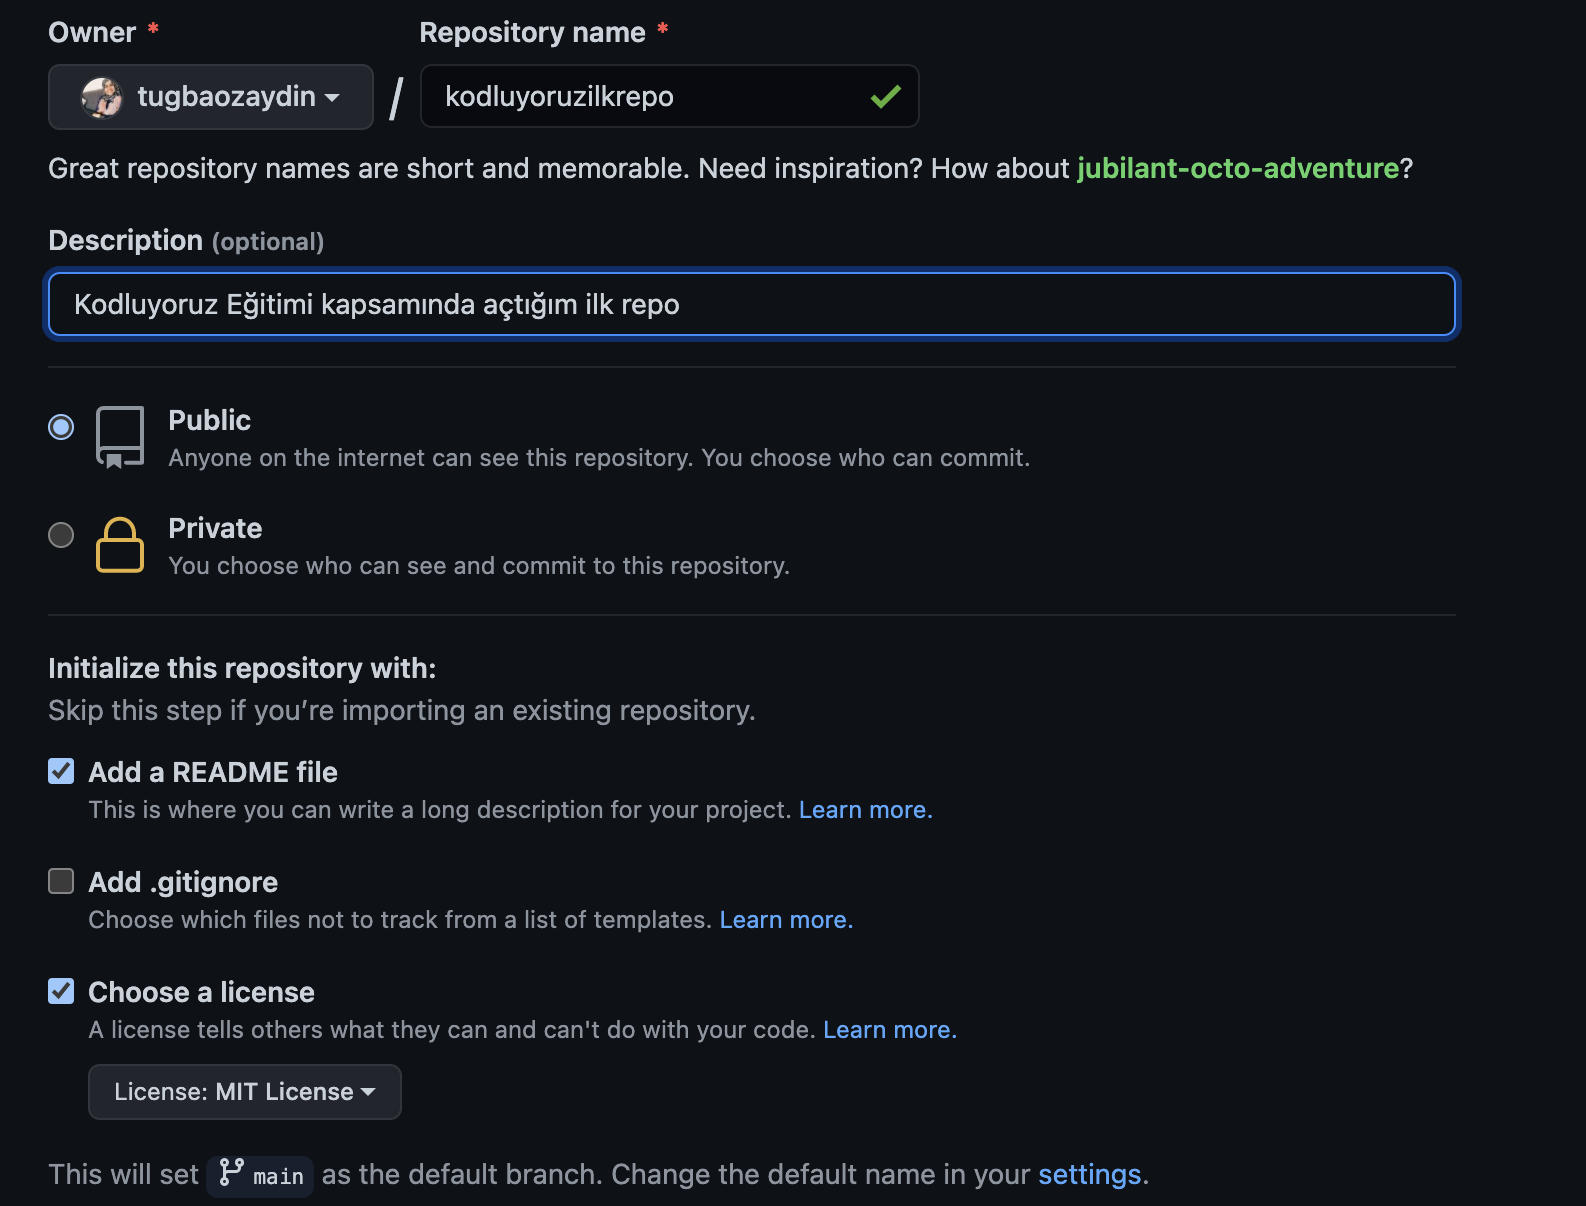 Owner *
Repository name *
tugbaozaydin
/
kodluyoruzilkrepo
Great repository names are short and memorable. Need inspiration? How about jubilant-octo-adventure?
Description (optional)
Kodluyoruz Eğitimi kapsamında açtığım ilk repo
Public
Anyone on the internet can see this repository. You choose who can commit.
Private
You choose who can see and commit to this repository.
Initialize this repository with:
Skip this step if you’re importing an existing repository.
Add a README file
This is where you can write a long description for your project. Learn more.
Add .gitignore
Choose which files not to track from a list of templates. Learn more.
Choose a license
A license tells others what they can and can't do with your code. Learn more.
License: MIT License
This will set main as the default branch. Change the default name in your settings.